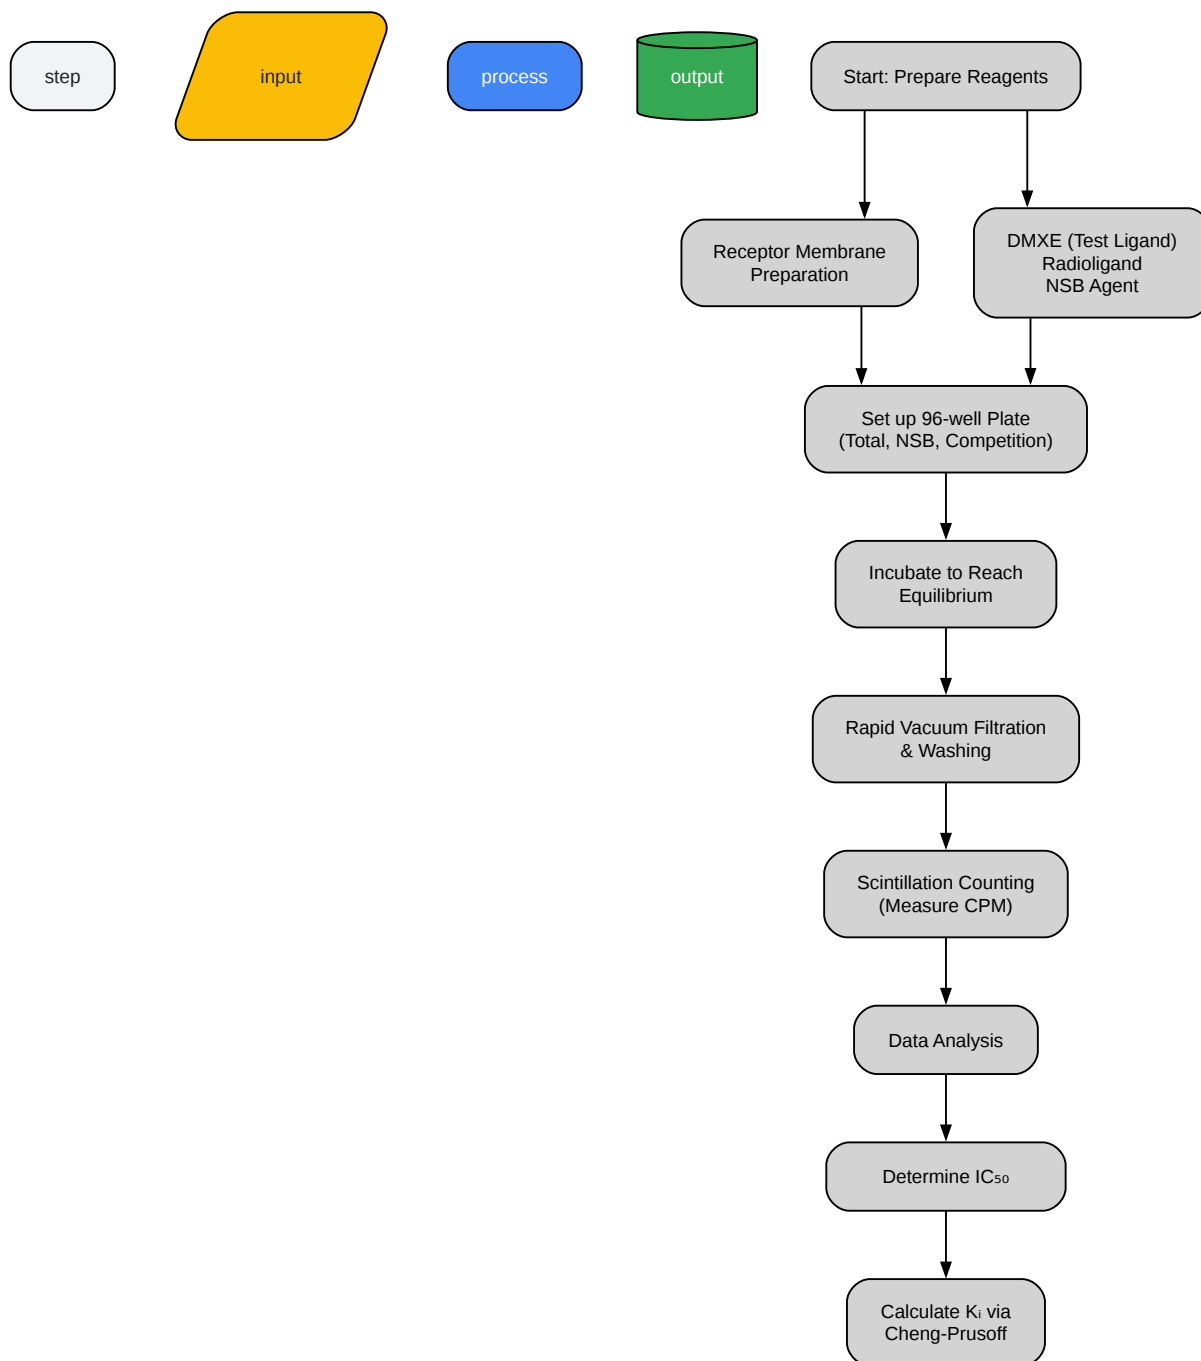 step
input
process
output
Start: Prepare Reagents
Receptor Membrane
Preparation
DMXE (Test Ligand)
Radioligand
NSB Agent
Set up 96-well Plate
(Total, NSB, Competition)
Incubate to Reach
Equilibrium
Rapid Vacuum Filtration
& Washing
Scintillation Counting
(Measure CPM)
Data Analysis
Determine IC₅₀
Calculate Kᵢ via
Cheng-Prusoff